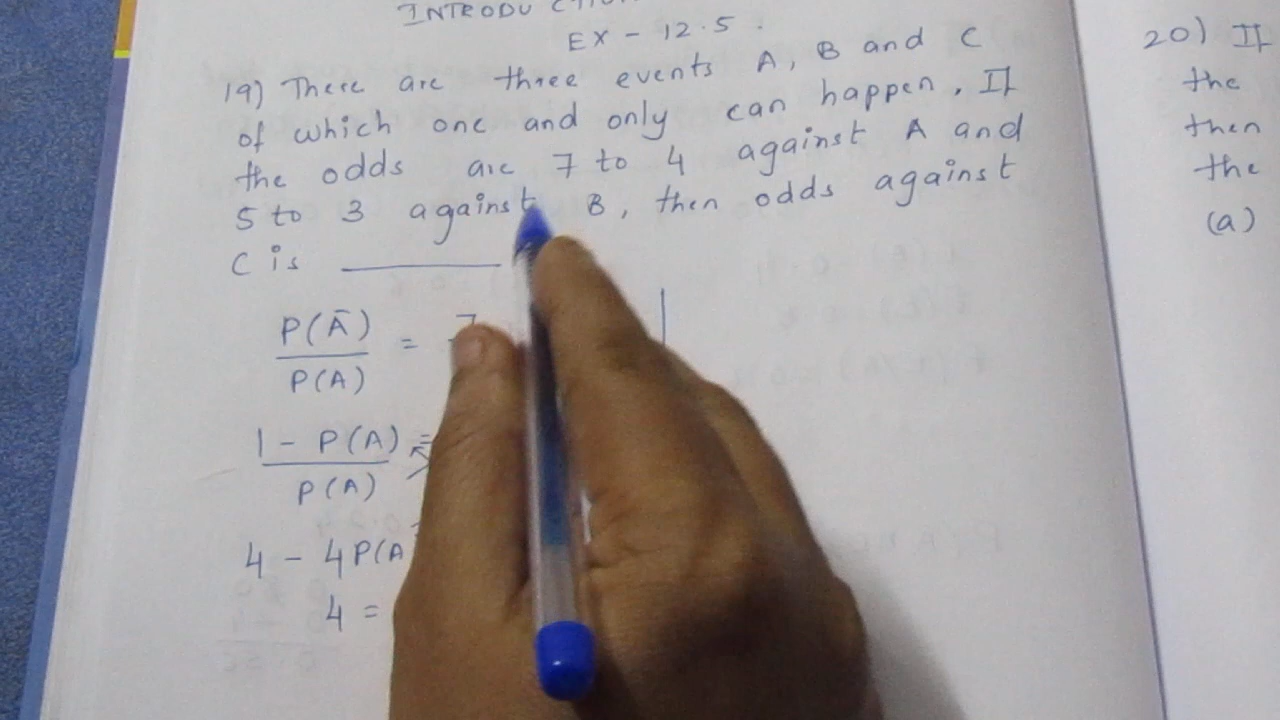 INTRODU
EX - 12.5.
19) There are three events A, B and C
of which one and only can happen. If
the odds are 7 to 4 against A and
5 to 3 against B, then odds against
C is ________
P(Ā) = 7
P(A)
1 - P(A) =
P(A)
4 - 4P(A
4 =
20) If
the
then
the
(a)